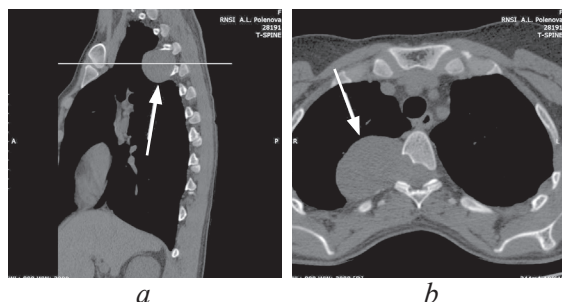 F
RNSI A.L. Polenova
28191
T-SPINE
A
P
F
RNSI A.L. Polenova
28191
T-SPINE
R
a
b